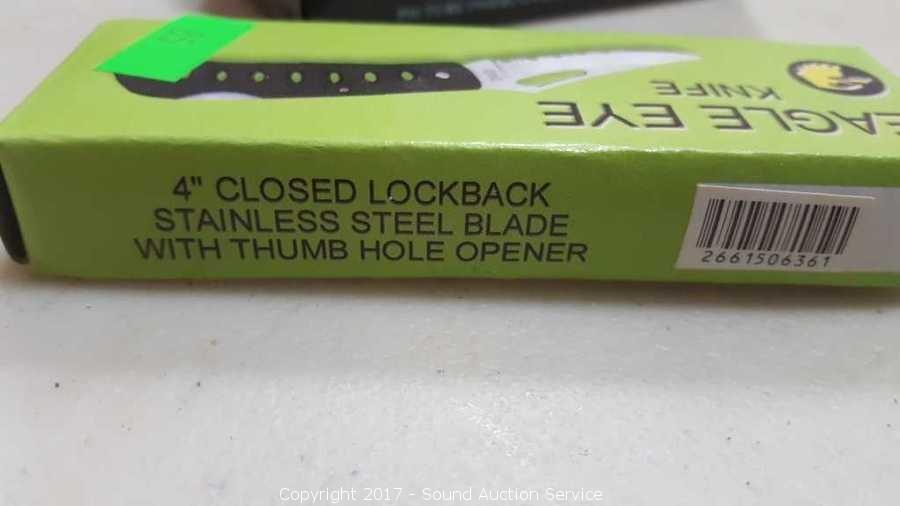 EAGLE EYE
KNIFE
4" CLOSED LOCKBACK
STAINLESS STEEL BLADE
WITH THUMB HOLE OPENER
2661506361
Copyright 2017 - Sound Auction Service